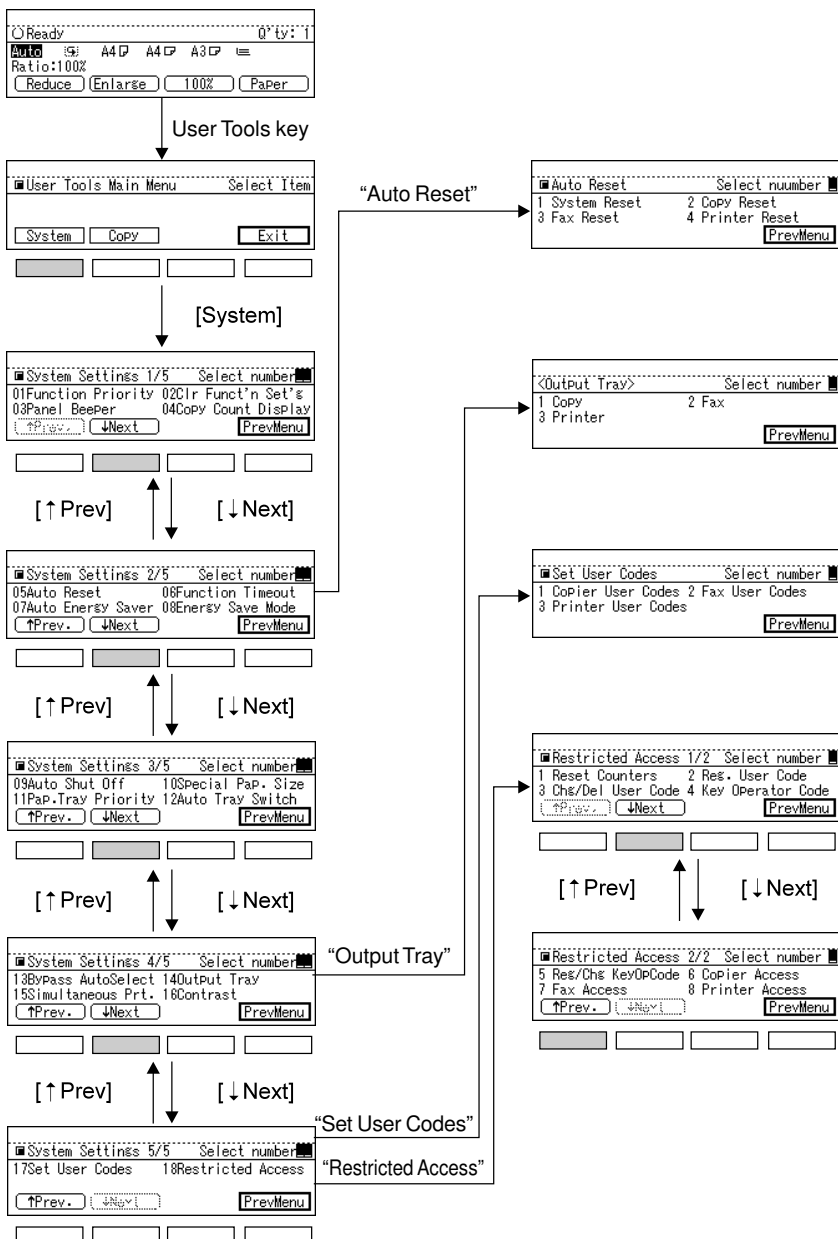 Ready Q'ty: 1
Auto A4 A4 A3
Ratio:100%
Reduce Enlarge 100% Paper
User Tools key
User Tools Main Menu Select Item
System Copy Exit
[System]
System Settings 1/5 Select number
01Function Priority 02Clr Funct'n Set's
03Panel Beeper 04Copy Count Display
↑Prev. ↓Next PrevMenu
[↑Prev] [↓Next]
System Settings 2/5 Select number
05Auto Reset 06Function Timeout
07Auto Energy Saver 08Energy Save Mode
↑Prev. ↓Next PrevMenu
[↑Prev] [↓Next]
System Settings 3/5 Select number
09Auto Shut Off 10Special Pap. Size
11Pap.Tray Priority 12Auto Tray Switch
↑Prev. ↓Next PrevMenu
[↑Prev] [↓Next]
System Settings 4/5 Select number
13Bypass AutoSelect 14Output Tray
15Simultaneous Prt. 16Contrast
↑Prev. ↓Next PrevMenu
[↑Prev] [↓Next]
System Settings 5/5 Select number
17Set User Codes 18Restricted Access
↑Prev. ↓Next PrevMenu
“Auto Reset”
Auto Reset Select nuumber
1 System Reset 2 Copy Reset
3 Fax Reset 4 Printer Reset
PrevMenu
“Output Tray”
<Output Tray> Select number
1 Copy 2 Fax
3 Printer
PrevMenu
“Set User Codes”
Set User Codes Select number
1 Copier User Codes 2 Fax User Codes
3 Printer User Codes
PrevMenu
“Restricted Access”
Restricted Access 1/2 Select number
1 Reset Counters 2 Reg. User Code
3 Chg/Del User Code 4 Key Operator Code
↑Prev. ↓Next PrevMenu
[↑Prev] [↓Next]
Restricted Access 2/2 Select number
5 Reg/Chg KeyOpCode 6 Copier Access
7 Fax Access 8 Printer Access
↑Prev. ↓Next PrevMenu